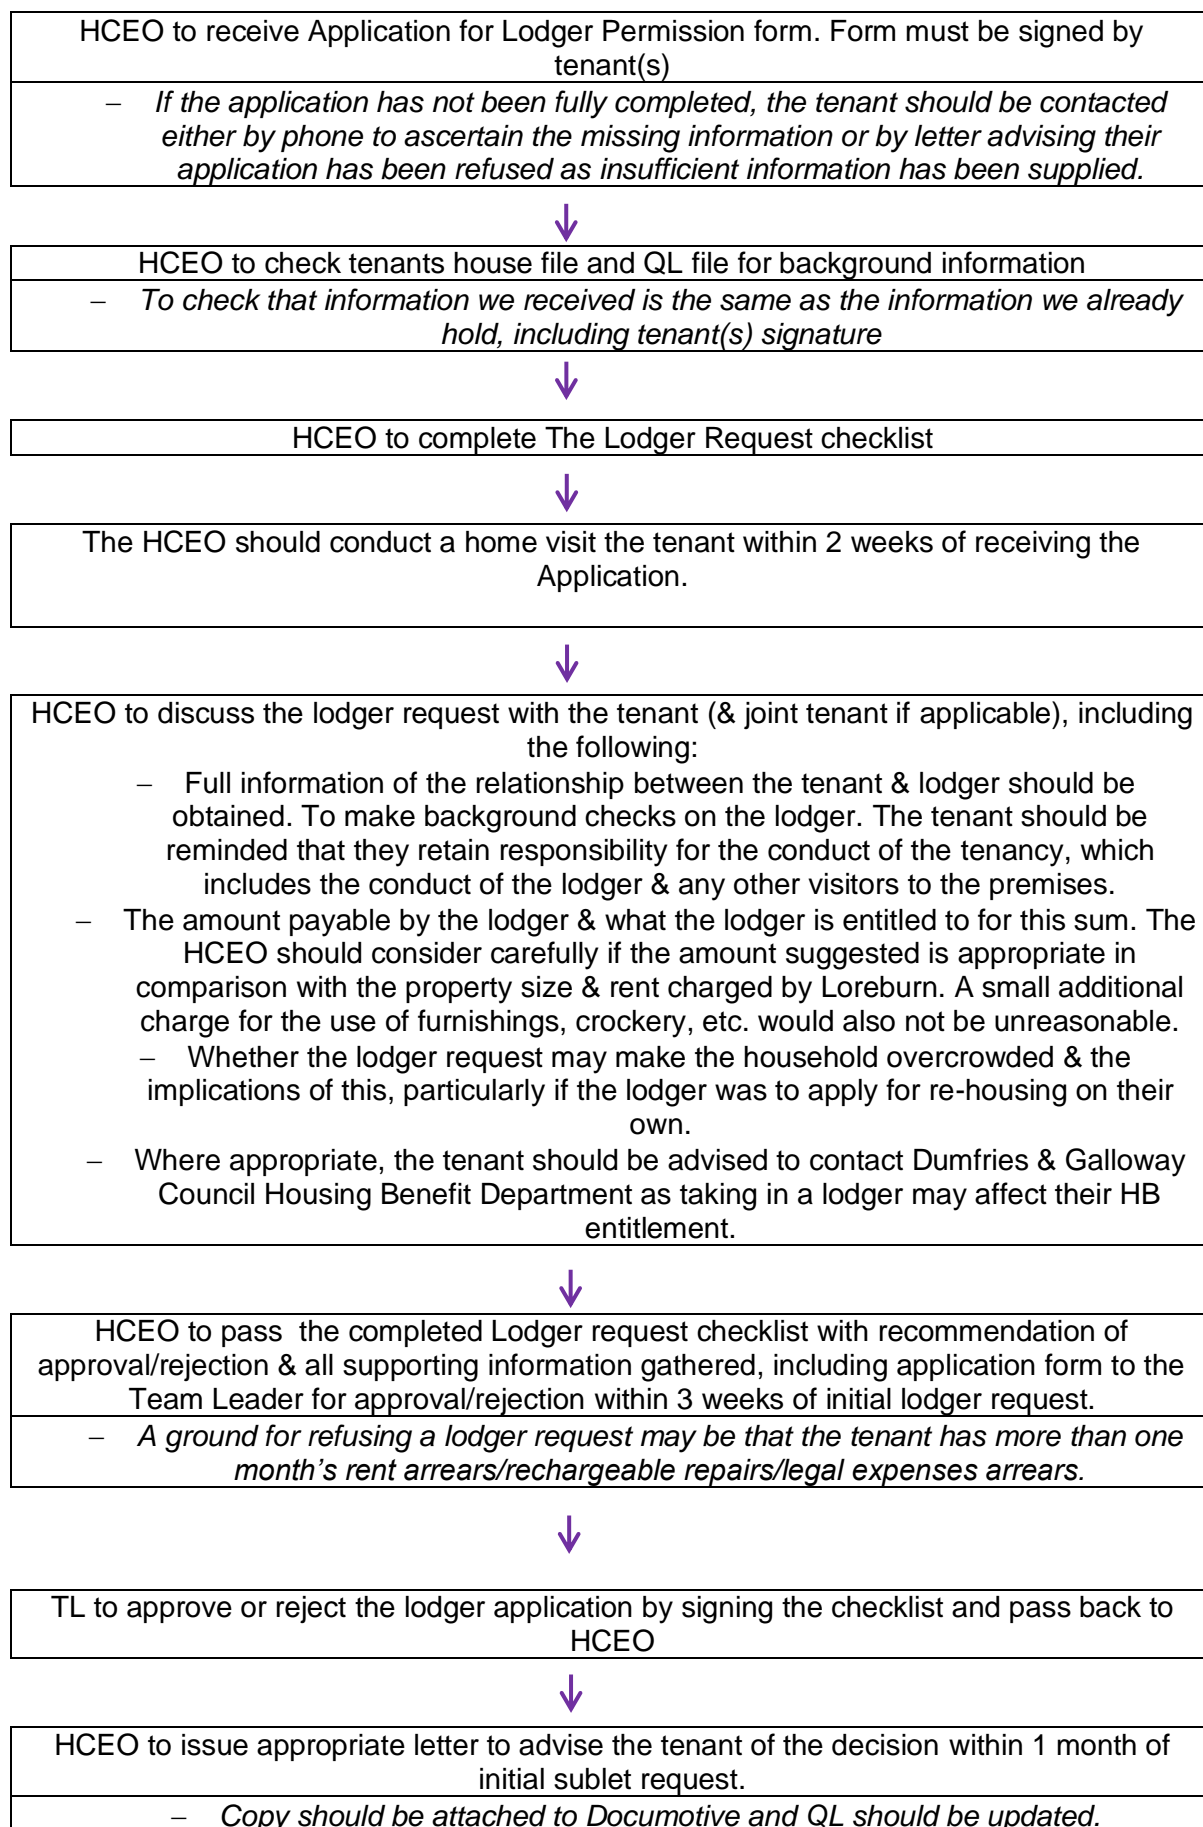 HCEO to receive Application for Lodger Permission form. Form must be signed by
tenant(s)
– If the application has not been fully completed, the tenant should be contacted
either by phone to ascertain the missing information or by letter advising their
application has been refused as insufficient information has been supplied.
HCEO to check tenants house file and QL file for background information
– To check that information we received is the same as the information we already
hold, including tenant(s) signature
HCEO to complete The Lodger Request checklist
The HCEO should conduct a home visit the tenant within 2 weeks of receiving the
Application.
HCEO to discuss the lodger request with the tenant (& joint tenant if applicable), including
the following:
– Full information of the relationship between the tenant & lodger should be
obtained. To make background checks on the lodger. The tenant should be
reminded that they retain responsibility for the conduct of the tenancy, which
includes the conduct of the lodger & any other visitors to the premises.
– The amount payable by the lodger & what the lodger is entitled to for this sum. The
HCEO should consider carefully if the amount suggested is appropriate in
comparison with the property size & rent charged by Loreburn. A small additional
charge for the use of furnishings, crockery, etc. would also not be unreasonable.
– Whether the lodger request may make the household overcrowded & the
implications of this, particularly if the lodger was to apply for re-housing on their
own.
– Where appropriate, the tenant should be advised to contact Dumfries & Galloway
Council Housing Benefit Department as taking in a lodger may affect their HB
entitlement.
HCEO to pass the completed Lodger request checklist with recommendation of
approval/rejection & all supporting information gathered, including application form to the
Team Leader for approval/rejection within 3 weeks of initial lodger request.
– A ground for refusing a lodger request may be that the tenant has more than one
month’s rent arrears/rechargeable repairs/legal expenses arrears.
TL to approve or reject the lodger application by signing the checklist and pass back to
HCEO
HCEO to issue appropriate letter to advise the tenant of the decision within 1 month of
initial sublet request.
– Copy should be attached to Documotive and QL should be updated.